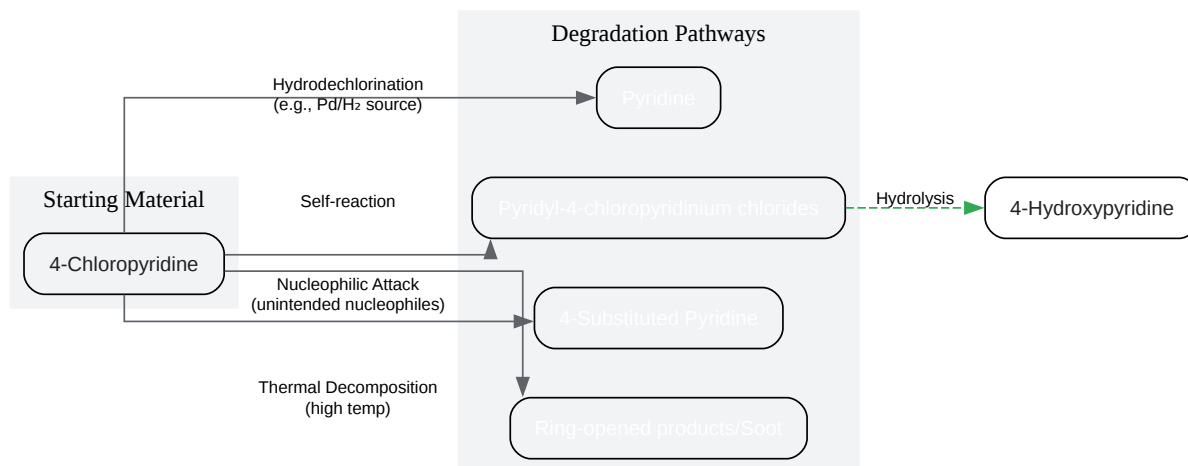 Degradation Pathways
Hydrodechlorination
(e.g., Pd/H₂ source)
Pyridine
Starting Material
Self-reaction
Pyridyl-4-chloropyridinium chlorides
Hydrolysis
4-Hydroxypyridine
4-Chloropyridine
Nucleophilic Attack
(unintended nucleophiles)
4-Substituted Pyridine
Thermal Decomposition
(high temp)
Ring-opened products/Soot